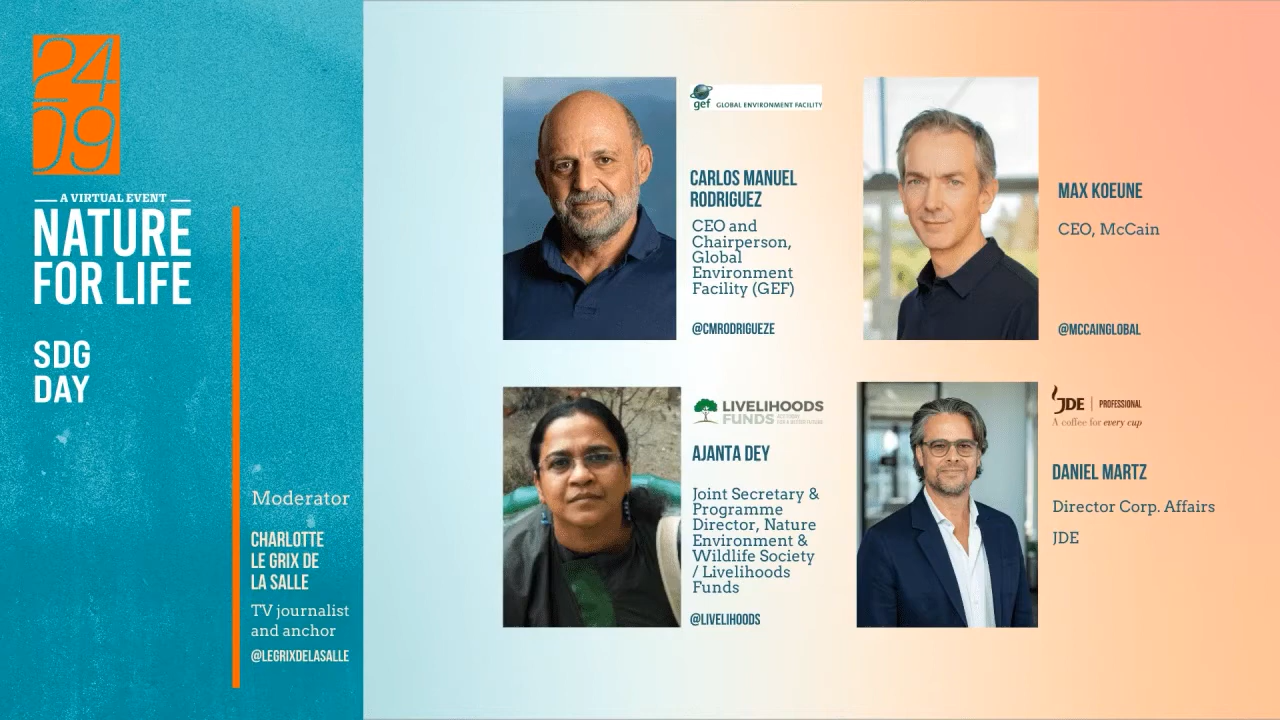 24
09
A VIRTUAL EVENT
NATURE
FOR LIFE
SDG
DAY
Moderator
CHARLOTTE
LE GRIX DE
LA SALLE
TV journalist
and anchor
@LEGRIXDELASALLE
gef GLOBAL ENVIRONMENT FACILITY
CARLOS MANUEL
RODRIGUEZ
CEO and
Chairperson,
Global
Environment
Facility (GEF)
@CMRODRIGUEZE
MAX KOEUNE
CEO, McCain
@MCCAINGLOBAL
LIVELIHOODS
FUNDS
AJANTA DEY
Joint Secretary &
Programme
Director, Nature
Environment &
Wildlife Society
/ Livelihoods
Funds
@LIVELIHOODS
JDE | PROFESSIONAL
A coffee for every cup
DANIEL MARTZ
Director Corp. Affairs
JDE